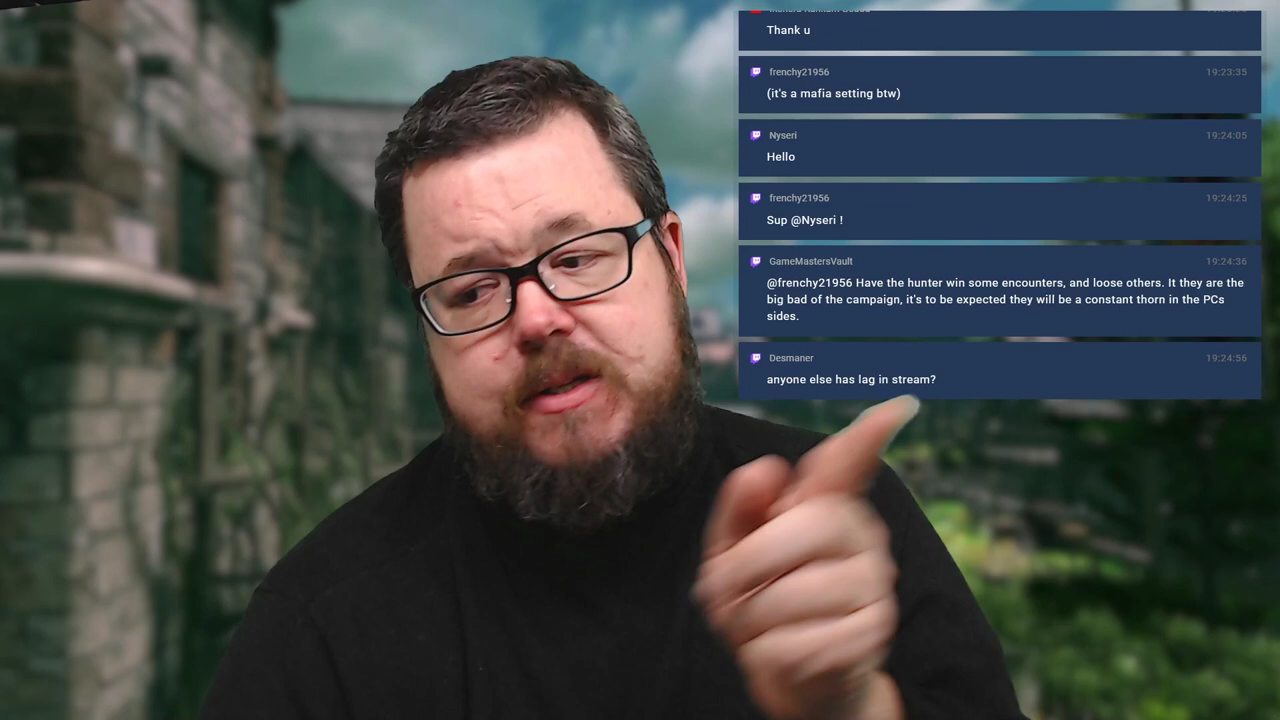 Thank u
frenchy21956 19:23:35
(it's a mafia setting btw)
Nyseri 19:24:05
Hello
frenchy21956 19:24:25
Sup @Nyseri !
GameMastersVault 19:24:36
@frenchy21956 Have the hunter win some encounters, and loose others. It they are the
big bad of the campaign, it's to be expected they will be a constant thorn in the PCs
sides.
Desmaner 19:24:56
anyone else has lag in stream?